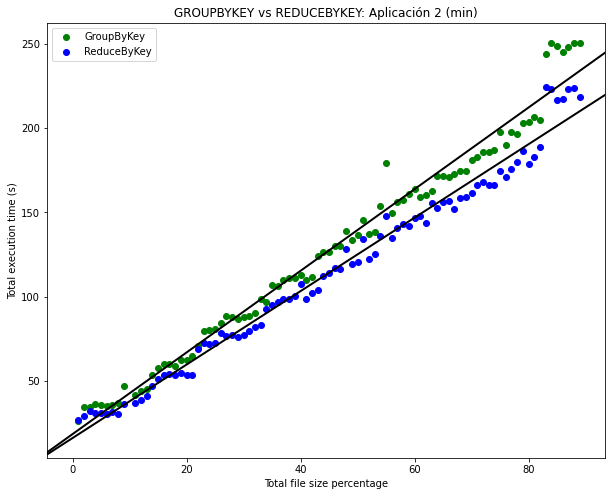 GROUPBYKEY vs REDUCEBYKEY: Aplicación 2 (min)
GroupByKey
ReduceByKey
250
200
150
100
50
Total execution time (s)
0
20
40
60
80
Total file size percentage